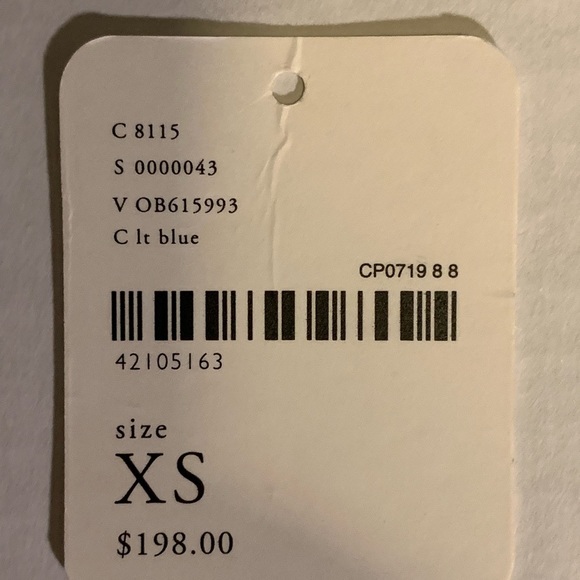 C 8115
S 0000043
V OB615993
C lt blue
CP0719 8 8
42105163
size
XS
$198.00